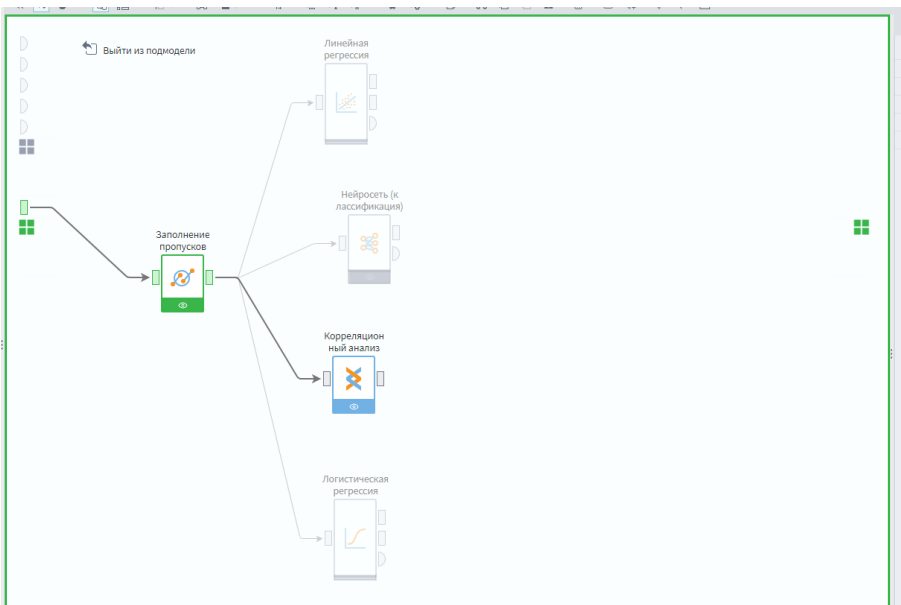 Выйти из подмодели
Линейная
регрессия
Нейросеть (к
лассификация)
Заполнение
пропусков
Корреляцион
ный анализ
Логистическая
регрессия